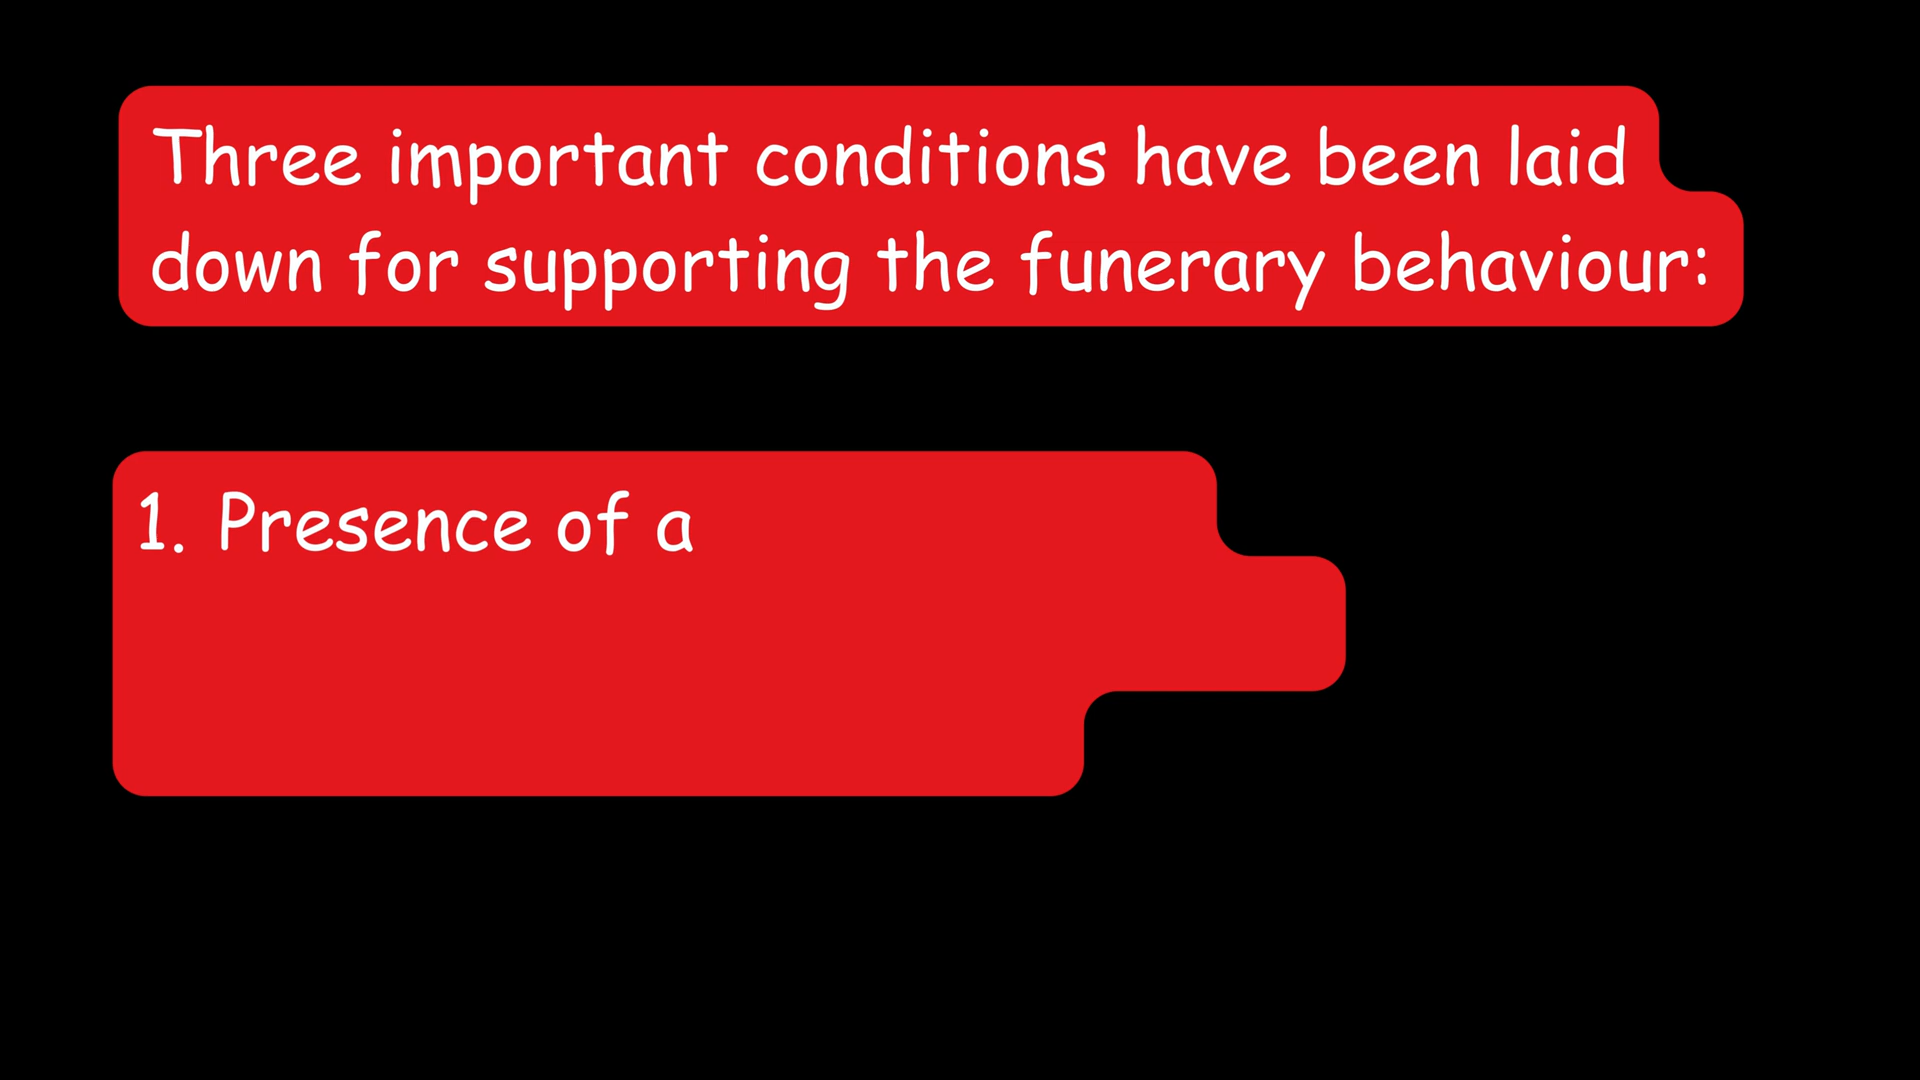 Three important conditions have been laid
down for supporting the funerary behaviour:
1. Presence of a